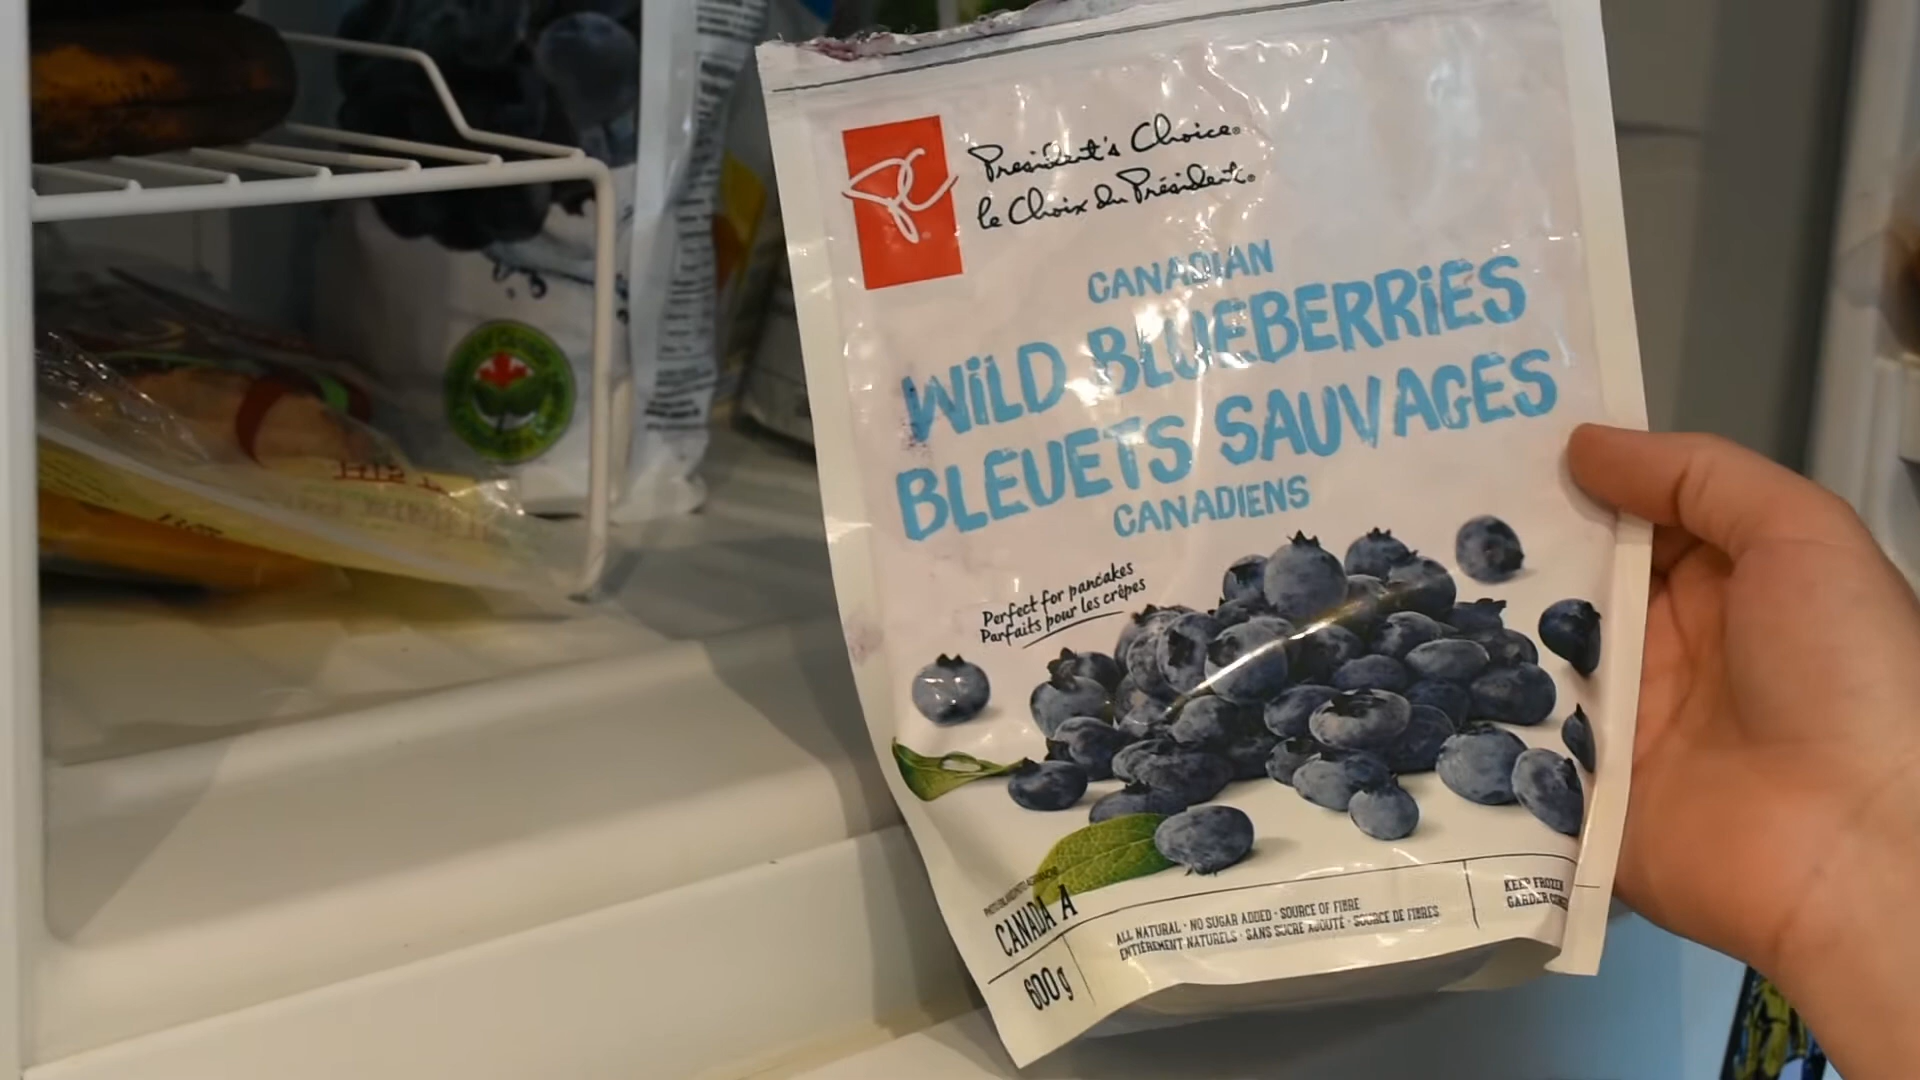 President's Choice®
le Choix du Président®
CANADIAN
WILD BLUEBERRIES
BLEUETS SAUVAGES
CANADIENS
Perfect for pancakes
Parfaits pour les crêpes
CANADA A
600 g
ALL NATURAL · NO SUGAR ADDED · SOURCE OF FIBRE
ENTIÈREMENT NATURELS · SANS SUCRE AJOUTÉ · SOURCE DE FIBRES
KEEP FROZEN
GARDER